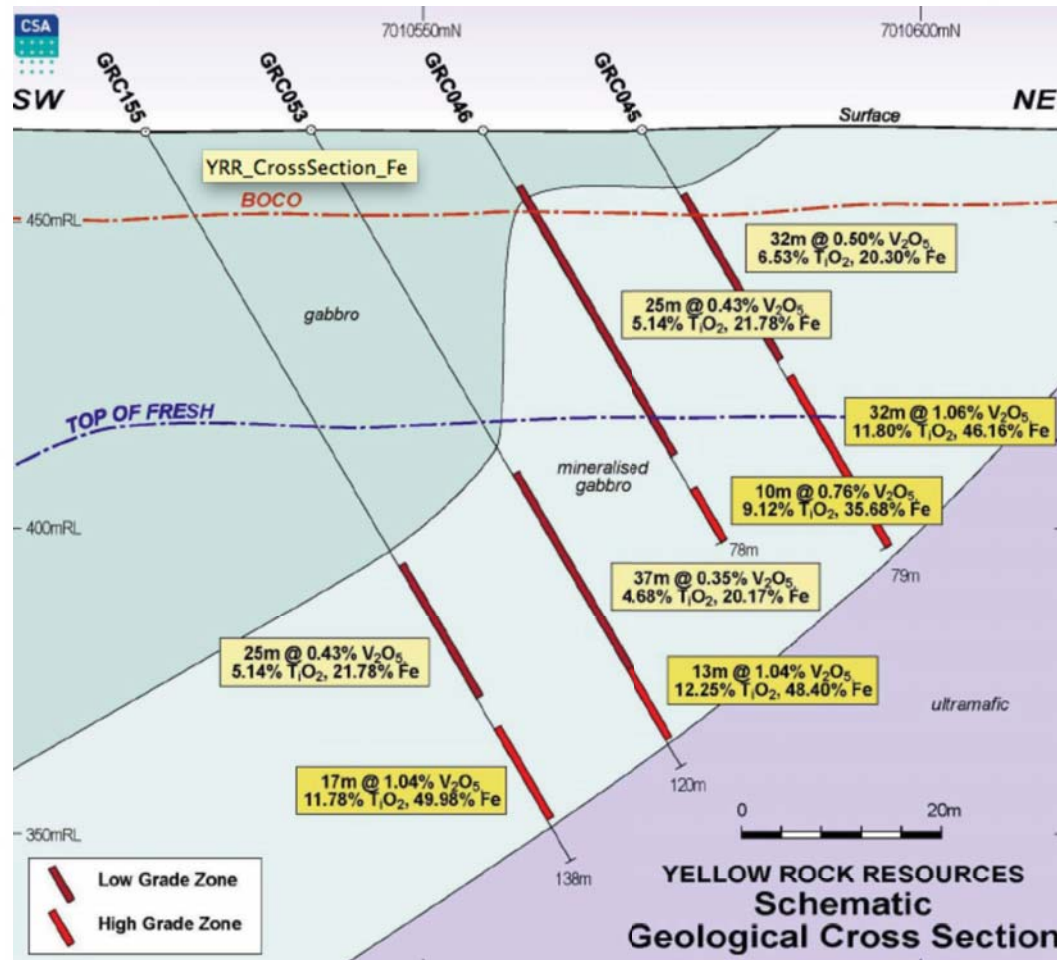 CSA
7010550mN
7010600mN
SW
GRC155
GRC053
GRC046
GRC045
NE
Surface
YRR_CrossSection_Fe
BOCO
450mRL
32m @ 0.50% V₂O₅,
6.53% TᵢO₂, 20.30% Fe
25m @ 0.43% V₂O₅,
5.14% TᵢO₂, 21.78% Fe
gabbro
TOP OF FRESH
32m @ 1.06% V₂O₅,
11.80% TᵢO₂, 46.16% Fe
mineralised
gabbro
10m @ 0.76% V₂O₅,
9.12% TᵢO₂, 35.68% Fe
400mRL
78m
79m
37m @ 0.35% V₂O₅,
4.68% TᵢO₂, 20.17% Fe
25m @ 0.43% V₂O₅,
5.14% TᵢO₂, 21.78% Fe
13m @ 1.04% V₂O₅,
12.25% TᵢO₂, 48.40% Fe
ultramafic
17m @ 1.04% V₂O₅,
11.78% TᵢO₂, 49.98% Fe
120m
0 20m
350mRL
138m
Low Grade Zone
High Grade Zone
YELLOW ROCK RESOURCES
Schematic
Geological Cross Section